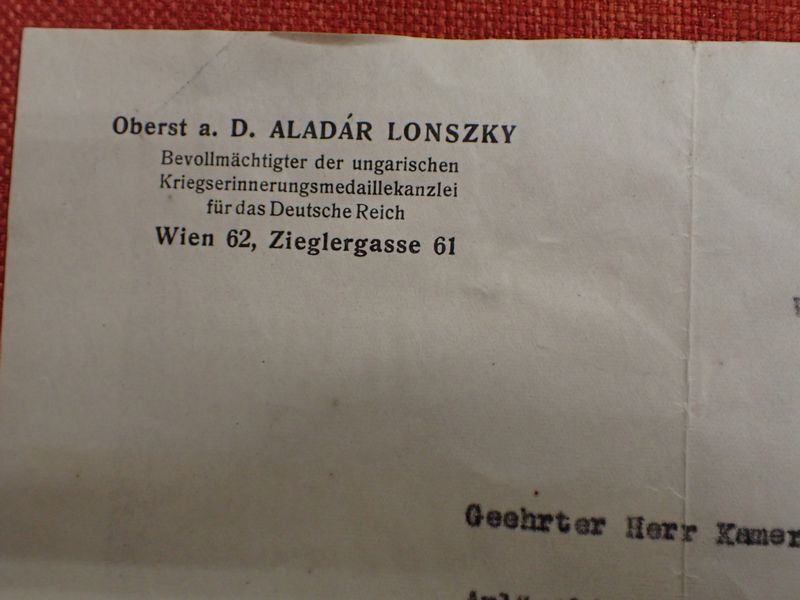 Oberst a. D. ALADÁR LONSZKY
Bevollmächtigter der ungarischen
Kriegserinnerungsmedaillekanzlei
für das Deutsche Reich
Wien 62, Zieglergasse 61
Geehrter Herr